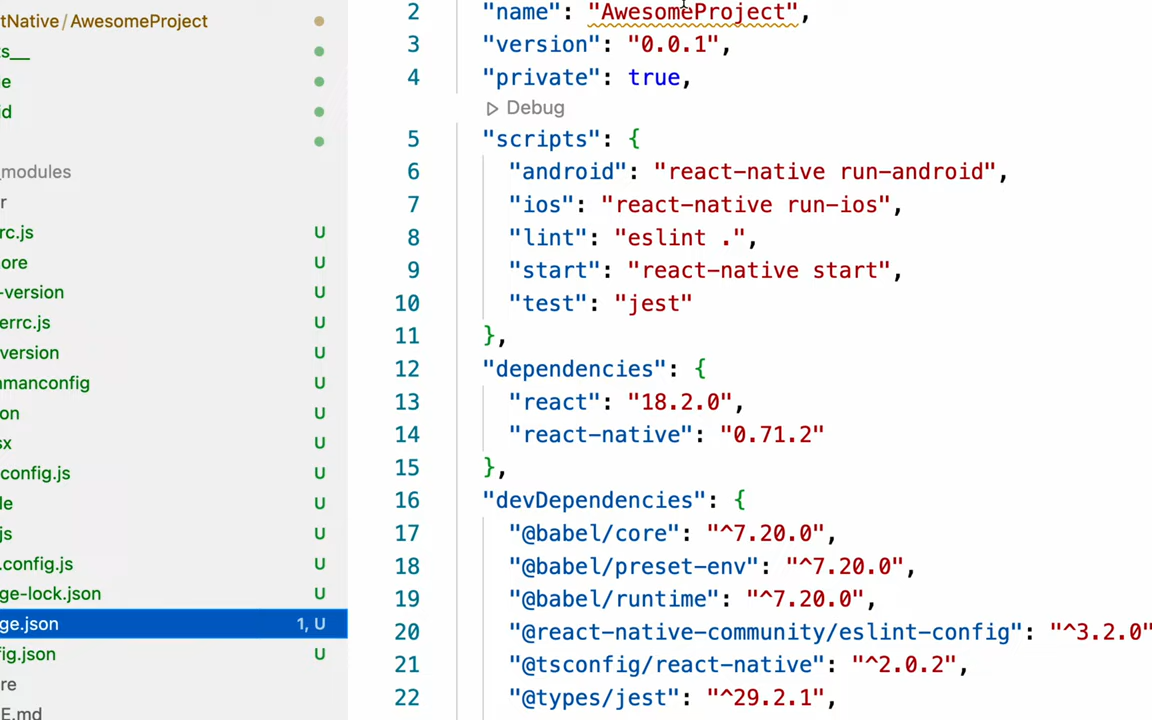 tNative / AwesomeProject
ts__
e
id
_modules
r
rc.js U
ore U
-version U
errc.js U
version U
manconfig U
on U
sx U
config.js U
le U
js U
.config.js U
ge-lock.json U
ge.json 1, U
fig.json U
re
E.md
2 "name": "AwesomeProject",
3 "version": "0.0.1",
4 "private": true,
Debug
5 "scripts": {
6 "android": "react-native run-android",
7 "ios": "react-native run-ios",
8 "lint": "eslint .",
9 "start": "react-native start",
10 "test": "jest"
11 },
12 "dependencies": {
13 "react": "18.2.0",
14 "react-native": "0.71.2"
15 },
16 "devDependencies": {
17 "@babel/core": "^7.20.0",
18 "@babel/preset-env": "^7.20.0",
19 "@babel/runtime": "^7.20.0",
20 "@react-native-community/eslint-config": "^3.2.0"
21 "@tsconfig/react-native": "^2.0.2",
22 "@types/jest": "^29.2.1",